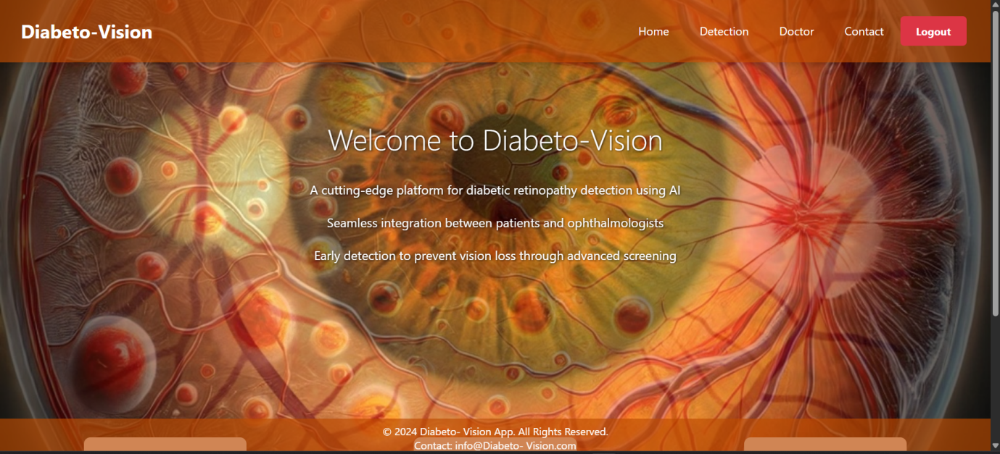 Diabeto-Vision
Home
Detection
Doctor
Contact
Logout
Welcome to Diabeto-Vision
A cutting-edge platform for diabetic retinopathy detection using AI
Seamless integration between patients and ophthalmologists
Early detection to prevent vision loss through advanced screening
© 2024 Diabeto- Vision App. All Rights Reserved.
Contact: info@Diabeto- Vision.com